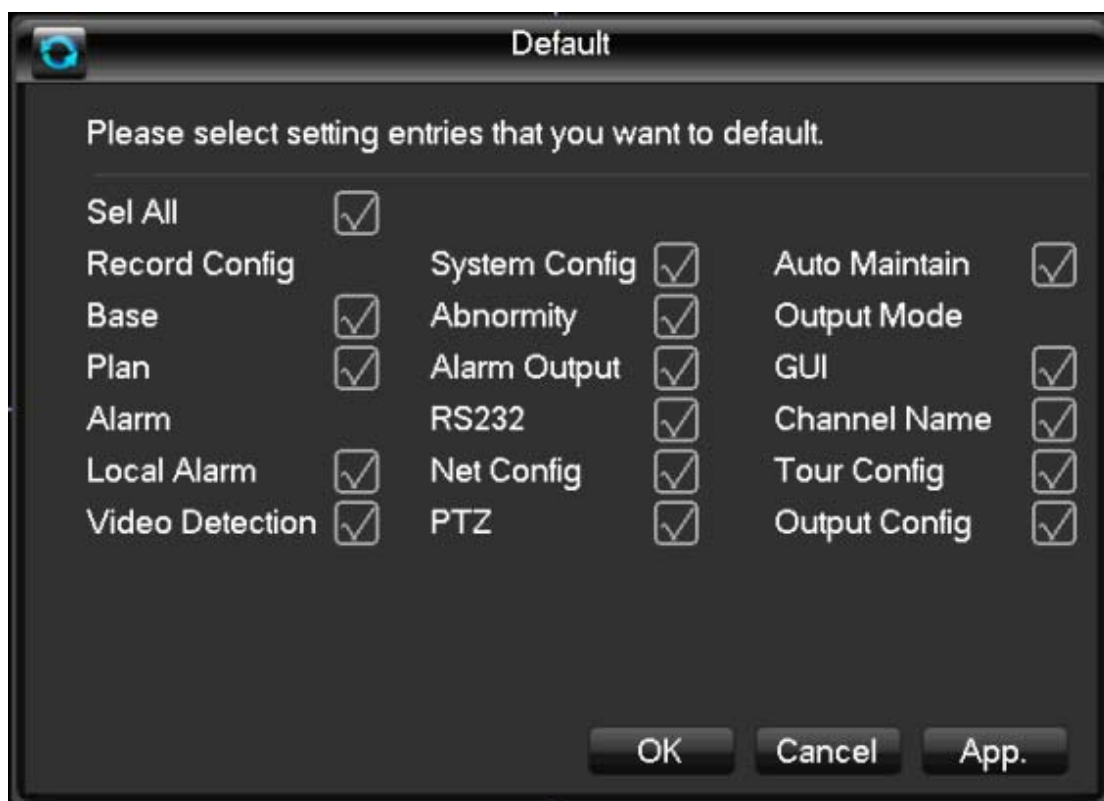 Default
Please select setting entries that you want to default.
Sel All
Record Config System Config Auto Maintain
Base Abnormity Output Mode
Plan Alarm Output GUI
Alarm RS232 Channel Name
Local Alarm Net Config Tour Config
Video Detection PTZ Output Config
OK Cancel App.